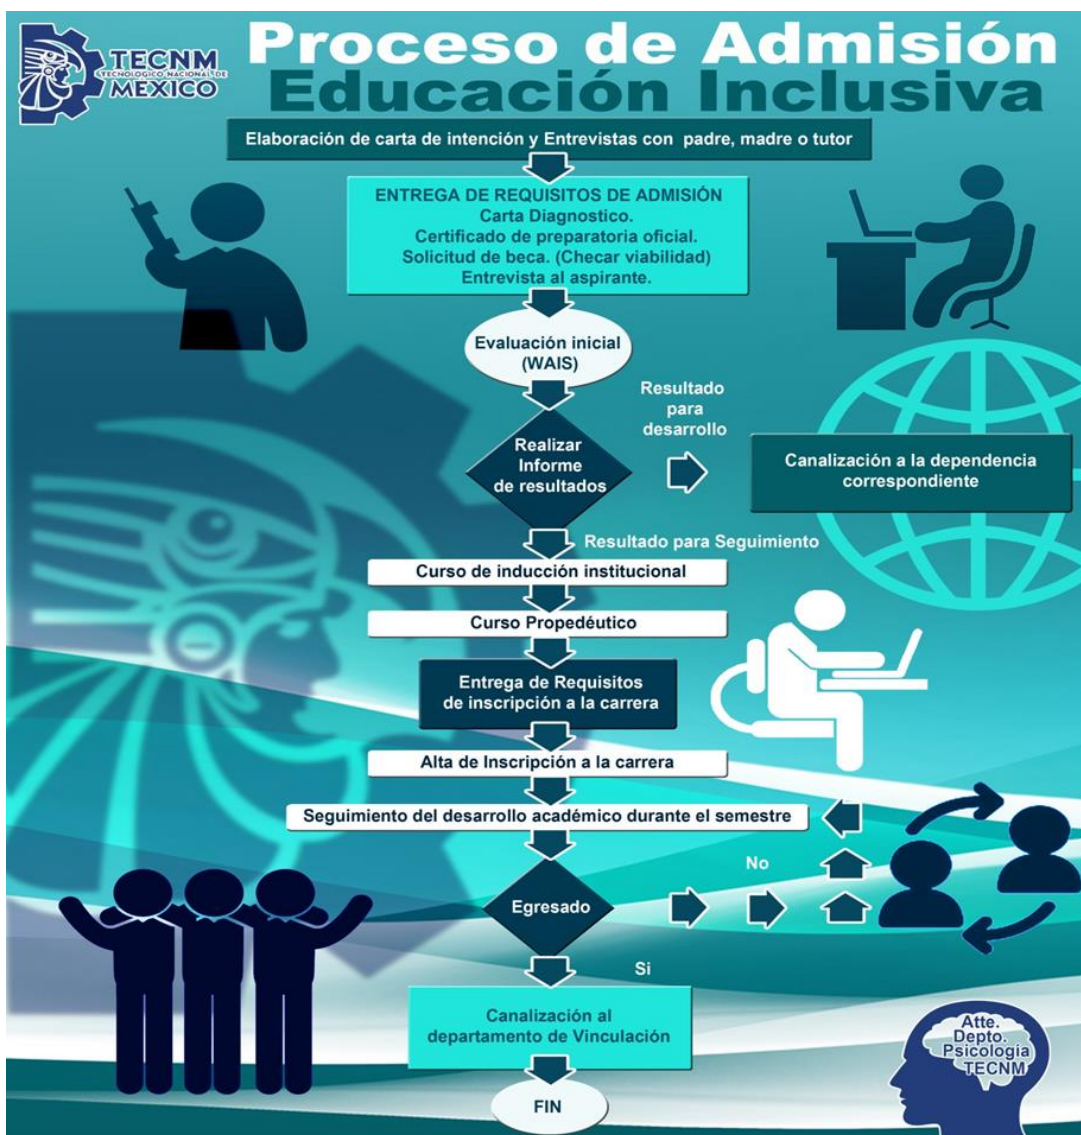 TECNM
TECNOLOGICO NACIONAL DE
MEXICO
Proceso de Admisión
Educación Inclusiva
Elaboración de carta de intención y Entrevistas con padre, madre o tutor
ENTREGA DE REQUISITOS DE ADMISIÓN
Carta Diagnostico.
Certificado de preparatoria oficial.
Solicitud de beca. (Checar viabilidad)
Entrevista al aspirante.
Evaluación inicial
(WAIS)
Resultado
para
desarrollo
Realizar
Informe
de resultados
Canalización a la dependencia
correspondiente
Resultado para Seguimiento
Curso de inducción institucional
Curso Propedéutico
Entrega de Requisitos
de inscripción a la carrera
Alta de Inscripción a la carrera
Seguimiento del desarrollo académico durante el semestre
No
Egresado
Si
Canalización al
departamento de Vinculación
FIN
Atte.
Depto.
Psicologia
TECNM